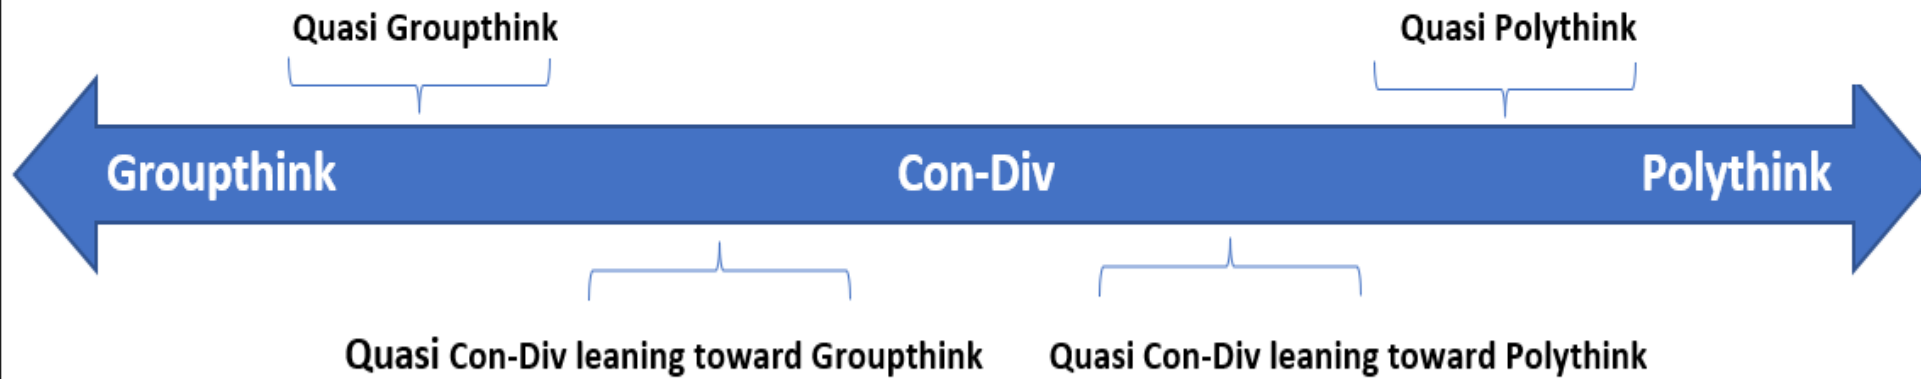 Quasi Groupthink
Quasi Polythink
Groupthink
Con-Div
Polythink
Quasi Con-Div leaning toward Groupthink
Quasi Con-Div leaning toward Polythink